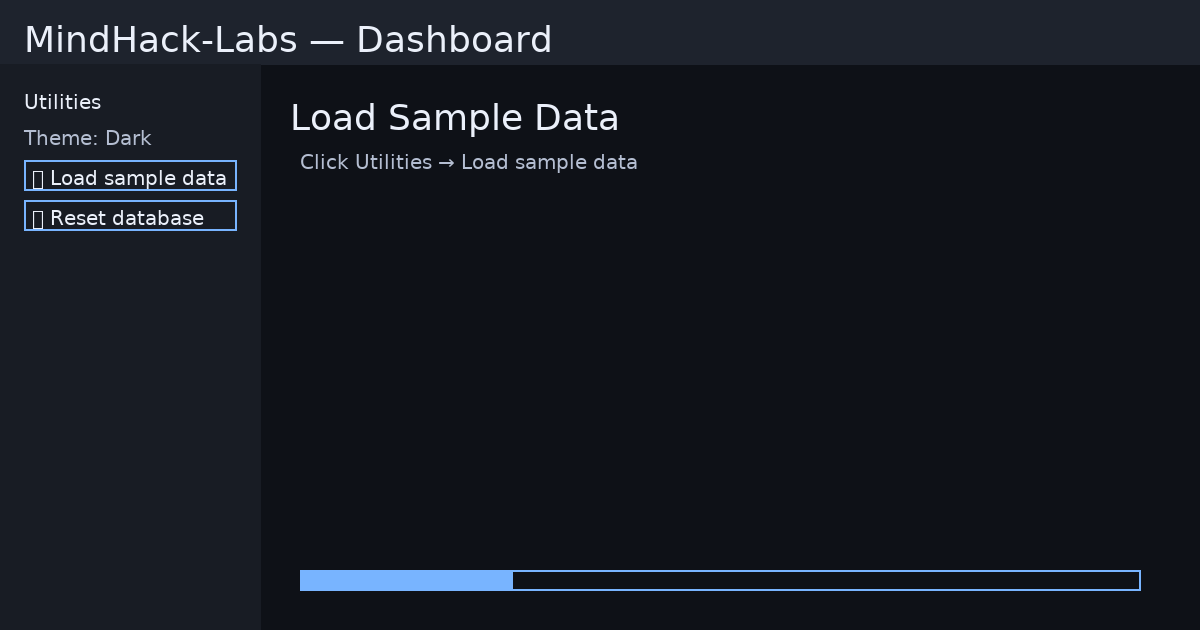 MindHack-Labs — Dashboard
Utilities
Theme: Dark
Load sample data
Reset database
Load Sample Data
Click Utilities → Load sample data